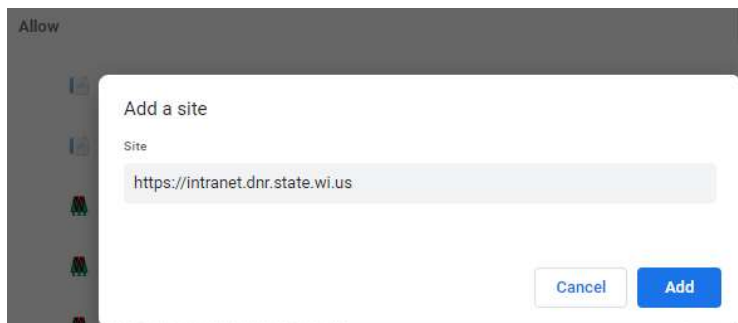 Allow
Add a site
Site
https://intranet.dnr.state.wi.us
Cancel
Add